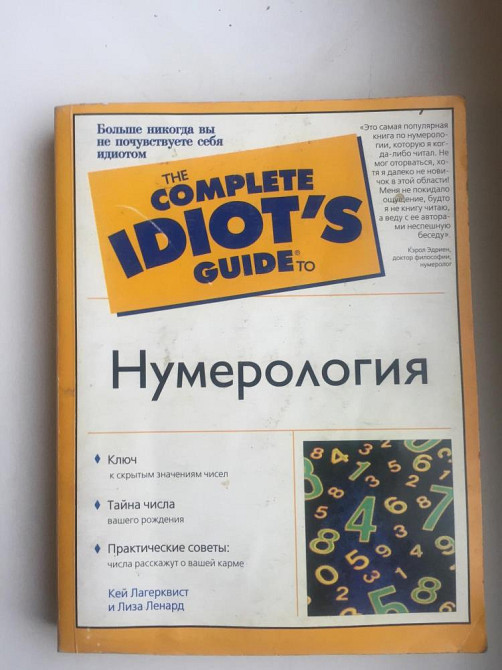 Больше никогда вы
не почувствуете себя
идиотом
THE
COMPLETE
IDIOT'S
GUIDE® TO
«Это самая популярная
книга по нумероло-
гии, которую я ког-
да-либо читал. Не
мог оторваться, хо-
тя я далеко не нови-
чок в этой области!
Меня не покидало
ощущение, будто
я не книгу читаю,
а веду с ее автора-
ми неспешную
беседу»
Кэрол Эдриен,
доктор философии,
нумеролог
Нумерология
♦ Ключ
к скрытым значениям чисел
♦ Тайна числа
вашего рождения
♦ Практические советы:
числа расскажут о вашей карме
Кей Лагерквист
и Лиза Ленард